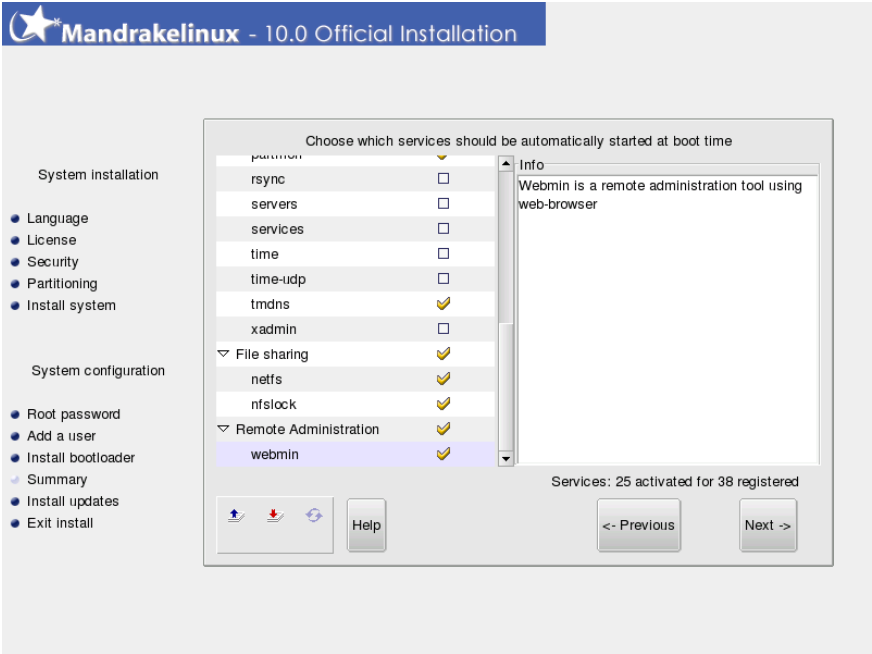 Mandrakelinux - 10.0 Official Installation
System installation
Language
License
Security
Partitioning
Install system
System configuration
Root password
Add a user
Install bootloader
Summary
Install updates
Exit install
Choose which services should be automatically started at boot time
rsync
servers
services
time
time-udp
tmdns
xadmin
File sharing
netfs
nfslock
Remote Administration
webmin
Info
Webmin is a remote administration tool using
web-browser
Services: 25 activated for 38 registered
Help
<- Previous
Next ->